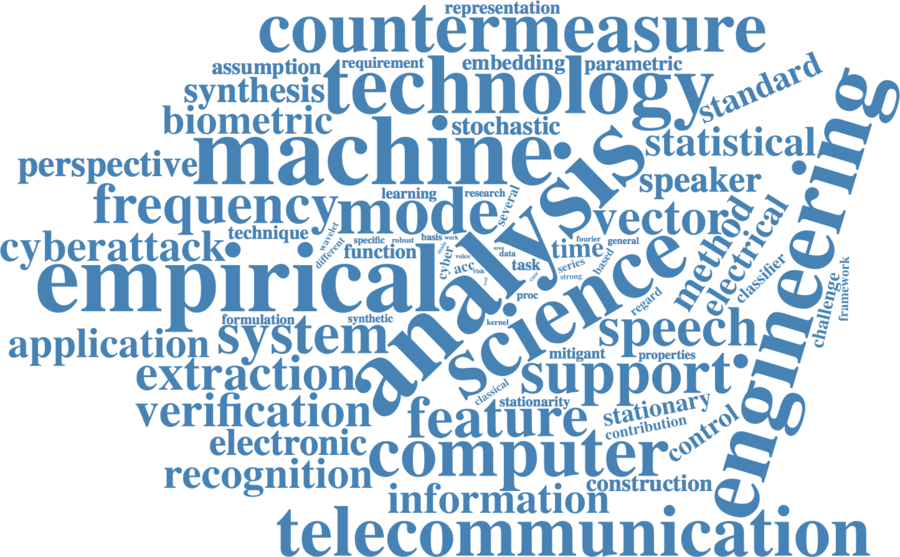 representation
countermeasure
assumption
requirement
embedding
parametric
technology
standard
synthesis
biometric
stochastic
machine
statistical
engineering
perspective
speaker
learning
research
several
analysis
frequency
mode
vector
method
electrical
cyberattack
technique
wavelet
different
specific
robust
basis
work
function
cyber
voice
area
data
time
fourier
general
science
empirical
acc
risk
task
series
based
strong
classifier
challenge
framework
proc
regard
formulation
synthetic
kernel
system
speech
application
mitigant
properties
extraction
support
classical
stationarity
verification
feature
stationary
contribution
control
electronic
computer
recognition
construction
information
telecommunication